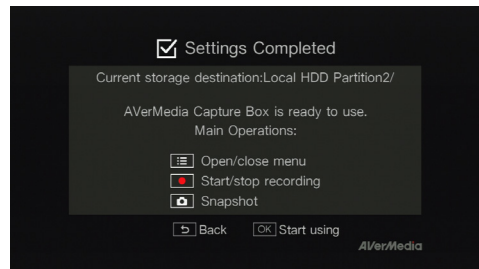 Settings Completed
Current storage destination:Local HDD Partition2/
AVerMedia Capture Box is ready to use.
Main Operations:
Open/close menu
Start/stop recording
Snapshot
Back OK Start using
AVerMedia